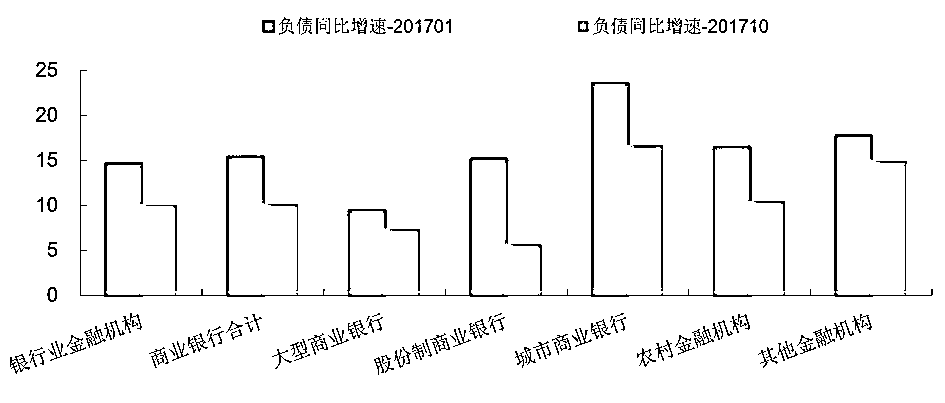 负债同比增速-201701
负债同比增速-201710
25
20
15
10
5
0
银行业金融机构
商业银行合计
大型商业银行
股份制商业银行
城市商业银行
农村金融机构
其他金融机构